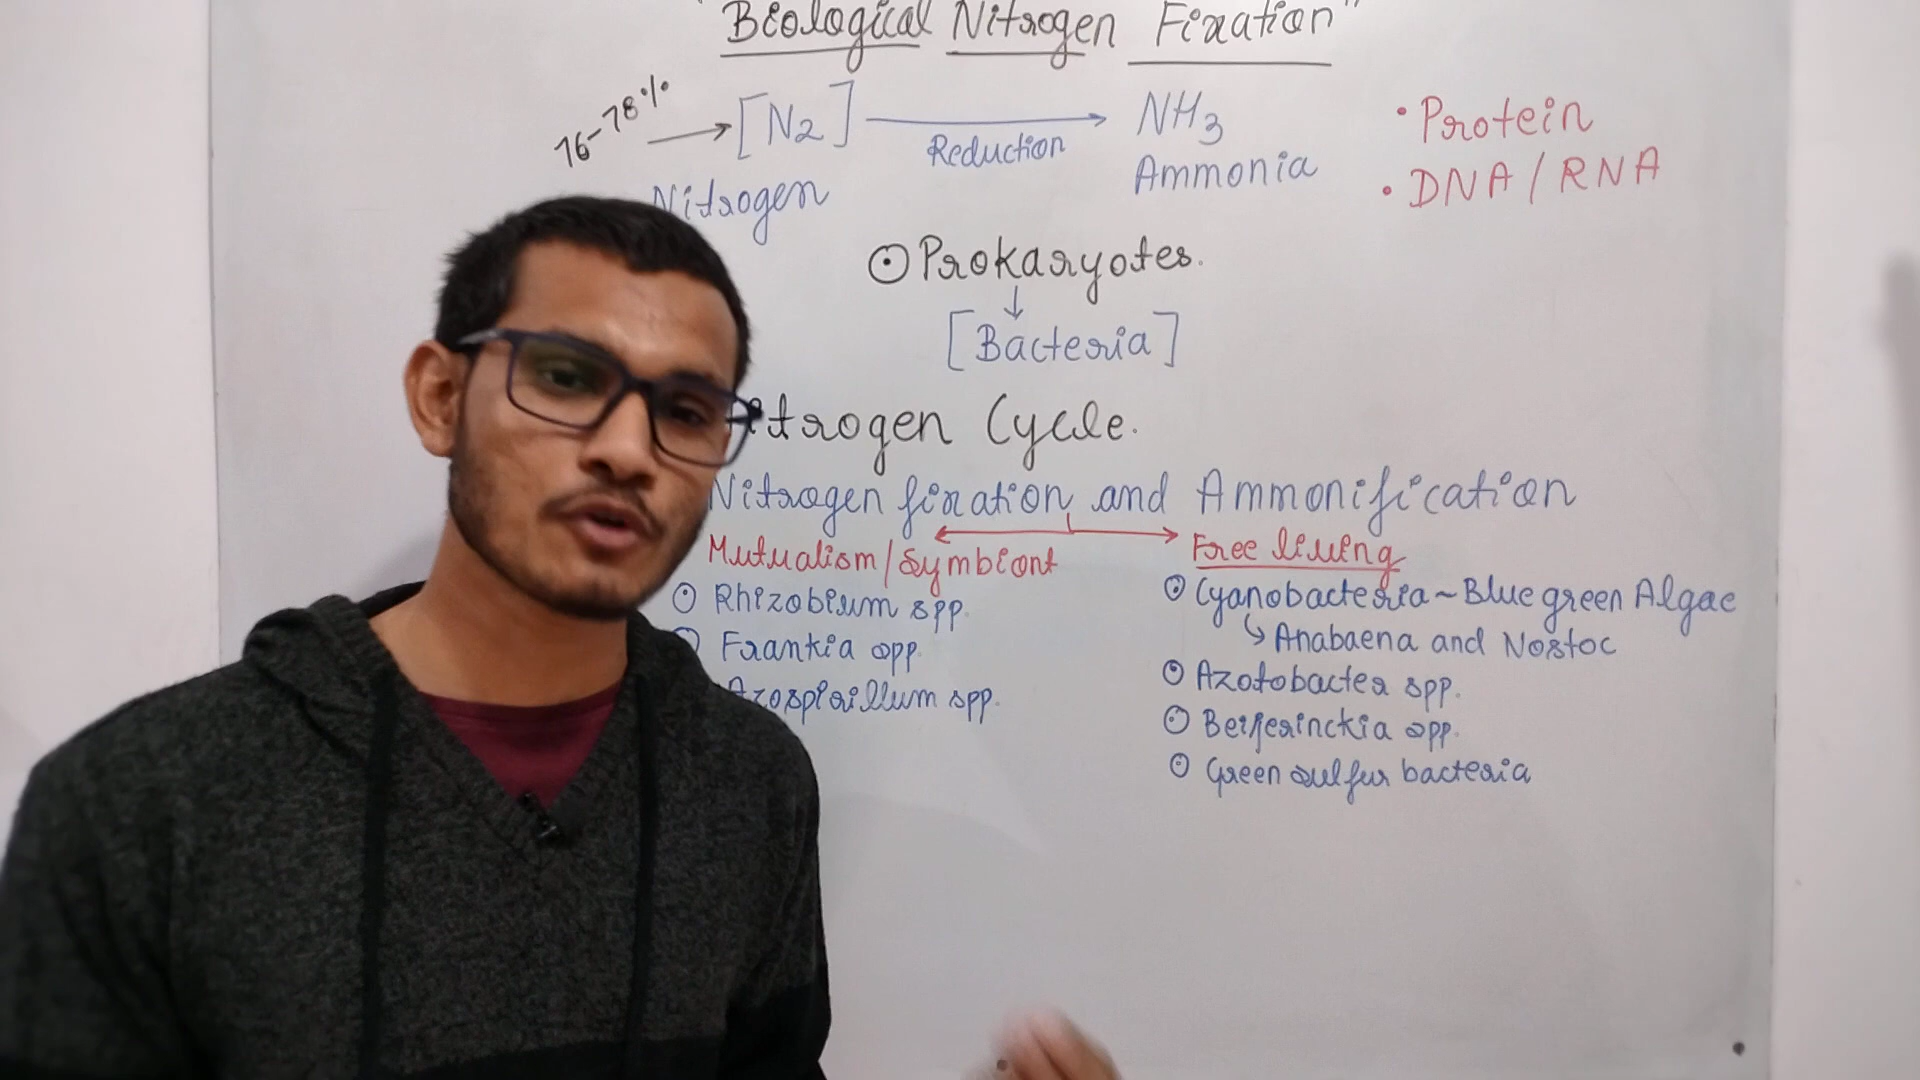 "Biological Nitrogen Fixation"
76-78% → [N2] → NH3
Reduction
Nitrogen
Ammonia
• Protein
• DNA / RNA
⊙ Prokaryotes.
↓
[Bacteria]
itrogen Cycle.
Nitrogen fixation and Ammonification
Mutualism/Symbiont
⊙ Rhizobium spp.
Frankia spp.
Azospirillum spp.
Free living
⊙ Cyanobacteria ~ Blue green Algae
↳ Anabaena and Nostoc
⊙ Azotobacter spp.
⊙ Beijerinckia spp.
⊙ Green sulfur bacteria